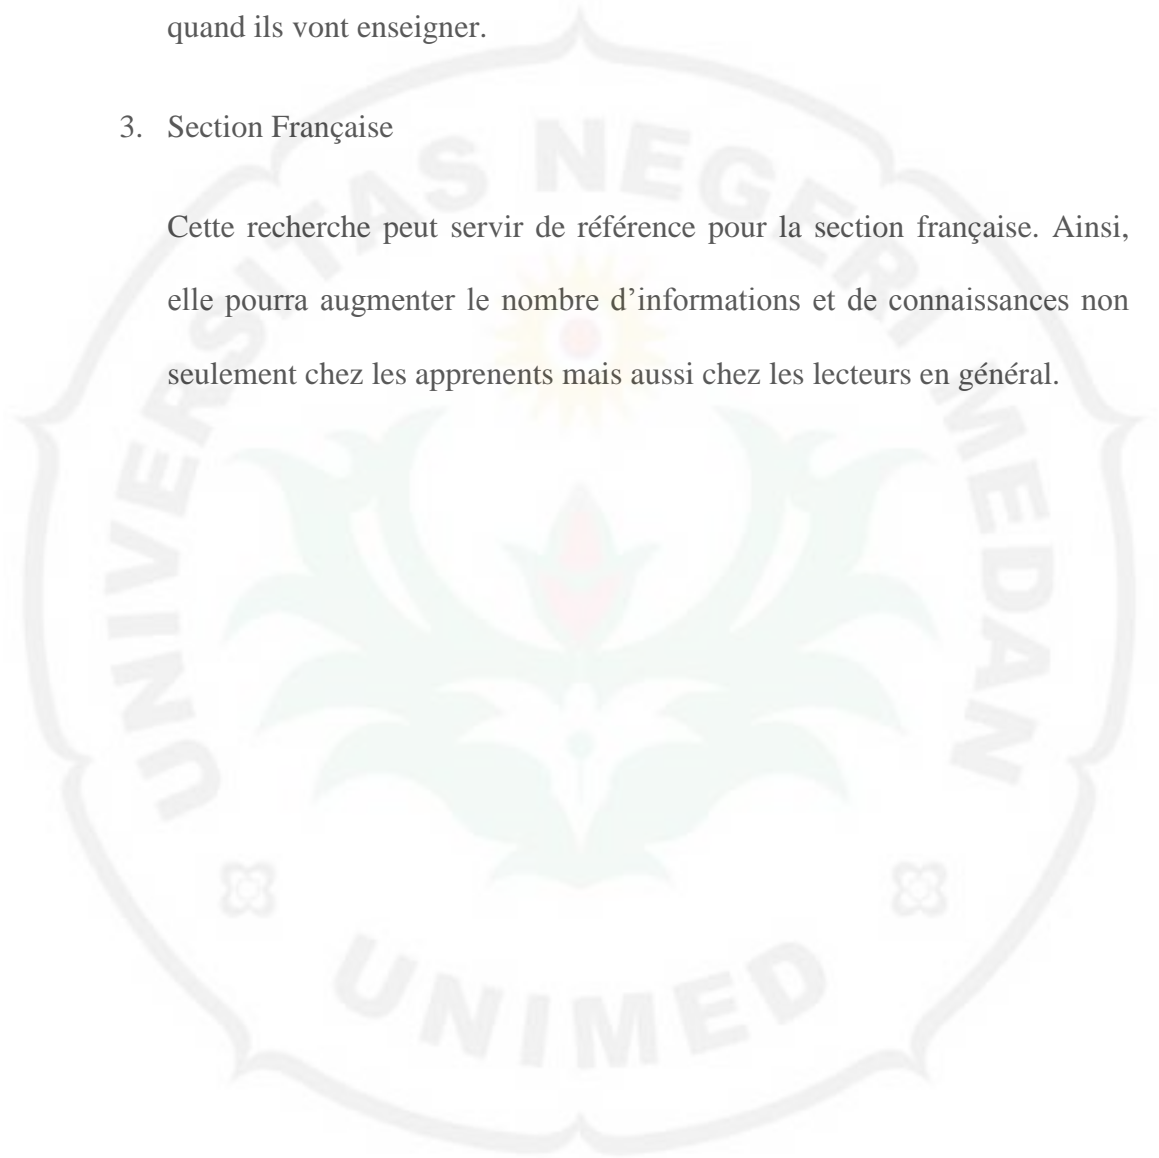 quand ils vont enseigner.
3. Section Française
Cette recherche peut servir de référence pour la section française. Ainsi,
elle pourra augmenter le nombre d’informations et de connaissances non
seulement chez les apprenents mais aussi chez les lecteurs en général.
UNIVERSITAS NEGERI MEDAN
UNIMED